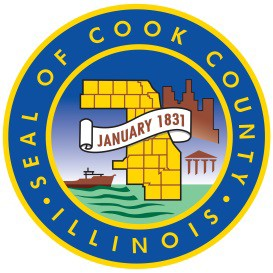 SEAL OF COOK COUNTY
JANUARY 1831
• ILLINOIS •